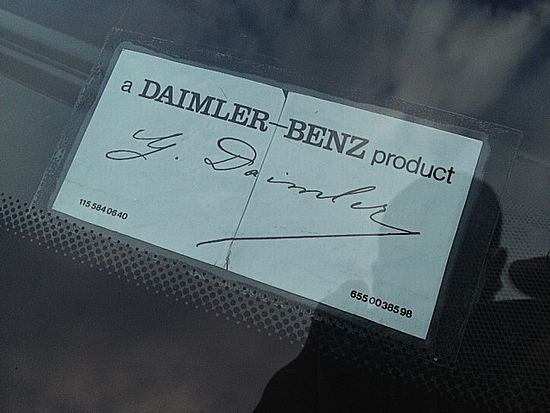 a DAIMLER-BENZ product
G. Daimler
115 584 06 40
655 003 85 98